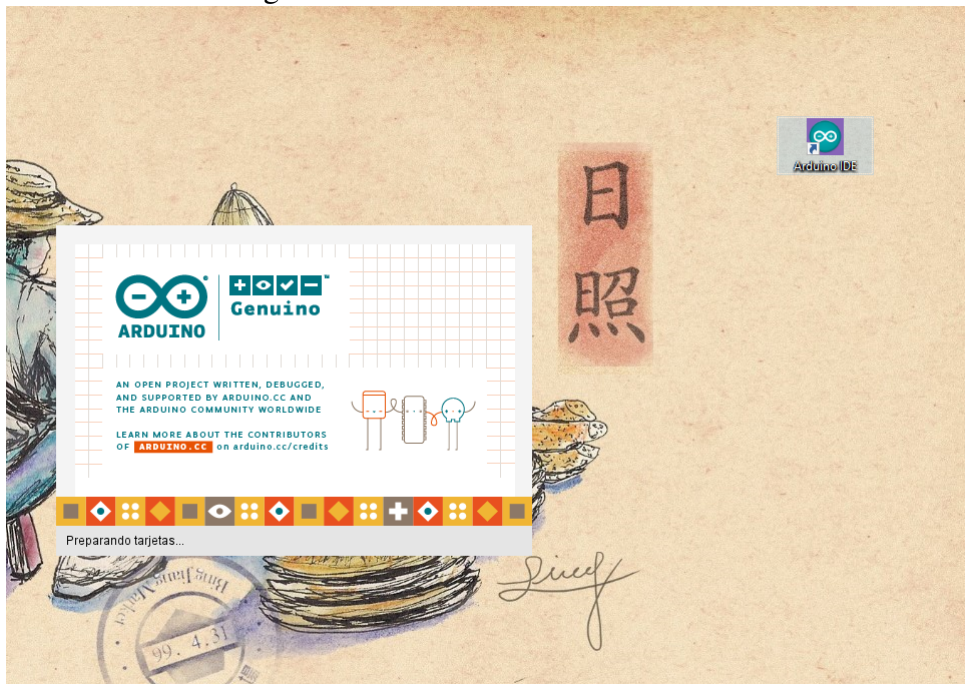 Arduino IDE
日
照
ARDUINO
Genuino
AN OPEN PROJECT WRITTEN, DEBUGGED,
AND SUPPORTED BY ARDUINO.CC AND
THE ARDUINO COMMUNITY WORLDWIDE
LEARN MORE ABOUT THE CONTRIBUTORS
OF ARDUINO.CC on arduino.cc/credits
Preparando tarjetas...
BingJiang Market
99. 4.31